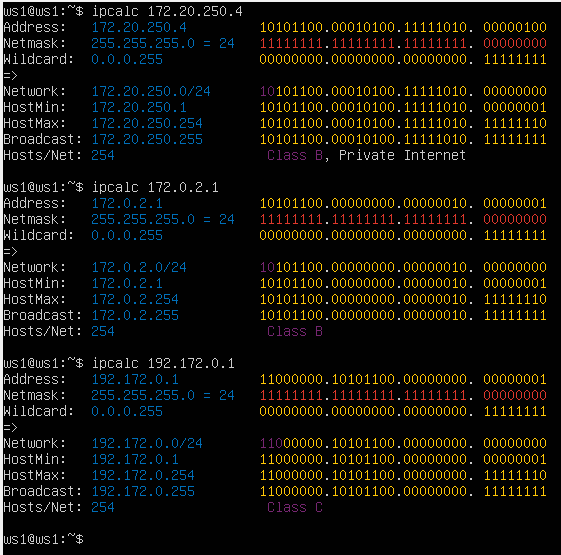 ws1@ws1:~$ ipcalc 172.20.250.4
Address:   172.20.250.4         10101100.00010100.11111010. 00000100
Netmask:   255.255.255.0 = 24   11111111.11111111.11111111. 00000000
Wildcard:  0.0.0.255            00000000.00000000.00000000. 11111111
=>
Network:   172.20.250.0/24      10101100.00010100.11111010. 00000000
HostMin:   172.20.250.1         10101100.00010100.11111010. 00000001
HostMax:   172.20.250.254       10101100.00010100.11111010. 11111110
Broadcast: 172.20.250.255       10101100.00010100.11111010. 11111111
Hosts/Net: 254                   Class B, Private Internet
ws1@ws1:~$ ipcalc 172.0.2.1
Address:   172.0.2.1            10101100.00000000.00000010. 00000001
Netmask:   255.255.255.0 = 24   11111111.11111111.11111111. 00000000
Wildcard:  0.0.0.255            00000000.00000000.00000000. 11111111
=>
Network:   172.0.2.0/24         10101100.00000000.00000010. 00000000
HostMin:   172.0.2.1            10101100.00000000.00000010. 00000001
HostMax:   172.0.2.254          10101100.00000000.00000010. 11111110
Broadcast: 172.0.2.255          10101100.00000000.00000010. 11111111
Hosts/Net: 254                   Class B
ws1@ws1:~$ ipcalc 192.172.0.1
Address:   192.172.0.1          11000000.10101100.00000000. 00000001
Netmask:   255.255.255.0 = 24   11111111.11111111.11111111. 00000000
Wildcard:  0.0.0.255            00000000.00000000.00000000. 11111111
=>
Network:   192.172.0.0/24       11000000.10101100.00000000. 00000000
HostMin:   192.172.0.1          11000000.10101100.00000000. 00000001
HostMax:   192.172.0.254        11000000.10101100.00000000. 11111110
Broadcast: 192.172.0.255        11000000.10101100.00000000. 11111111
Hosts/Net: 254                   Class C
ws1@ws1:~$